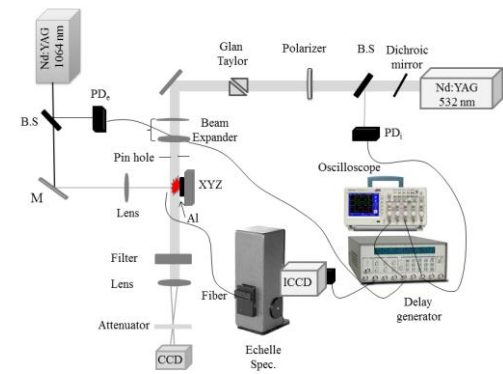 Nd:YAG
1064 nm
Glan
Taylor
Polarizer
B.S
Dichroic
mirror
Nd:YAG
532 nm
PDe
B.S
Beam
Expander
PDi
Oscilloscope
Pin hole
XYZ
M
Lens
Al
Filter
Lens
Fiber
ICCD
Delay
generator
Attenuator
Echelle
Spec.
CCD